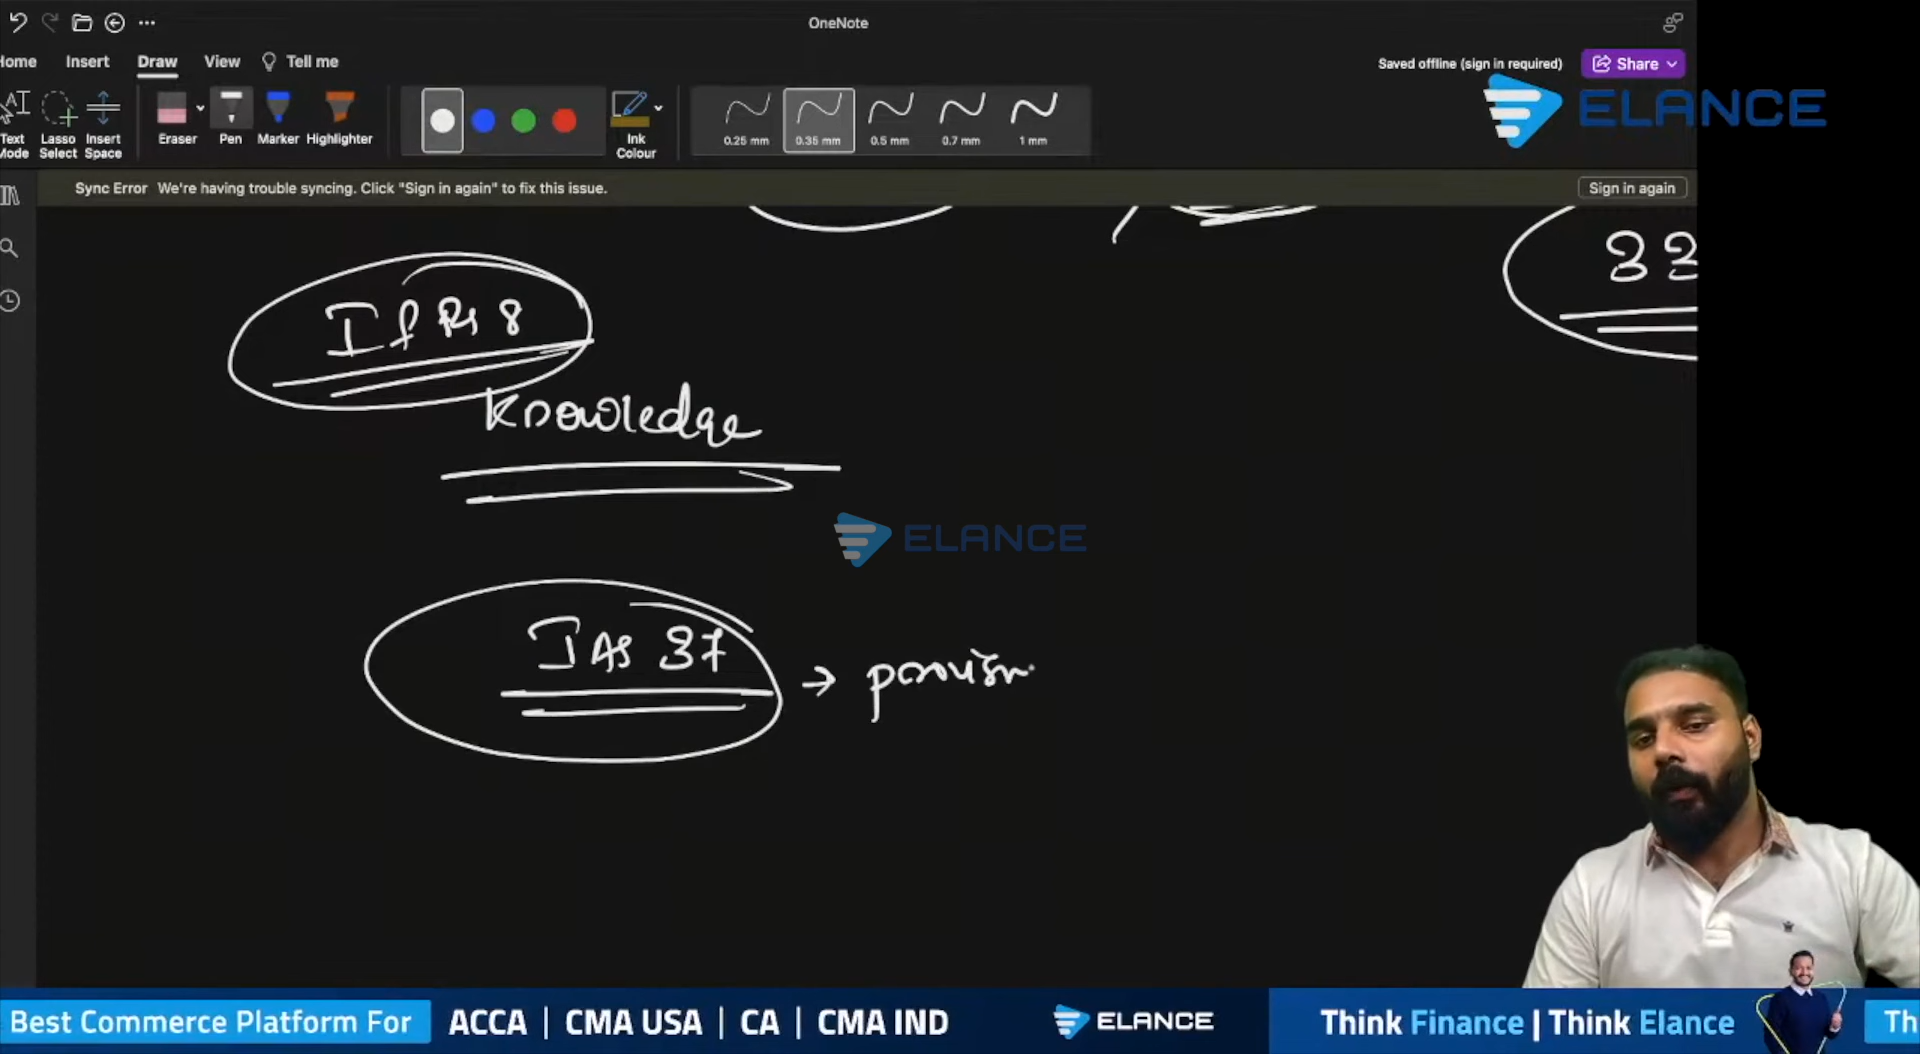 OneNote
Home Insert Draw View Tell me
Saved offline (sign in required) Share
ELANCE
Text Mode Lasso Select Insert Space Eraser Pen Marker Highlighter Ink Colour 0.25 mm 0.35 mm 0.5 mm 0.7 mm 1 mm
Sync Error We're having trouble syncing. Click "Sign in again" to fix this issue. Sign in again
33
IFRS 8
Knowledge
ELANCE
IAS 37 →
Best Commerce Platform For ACCA | CMA USA | CA | CMA IND ELANCE Think Finance | Think Elance Th